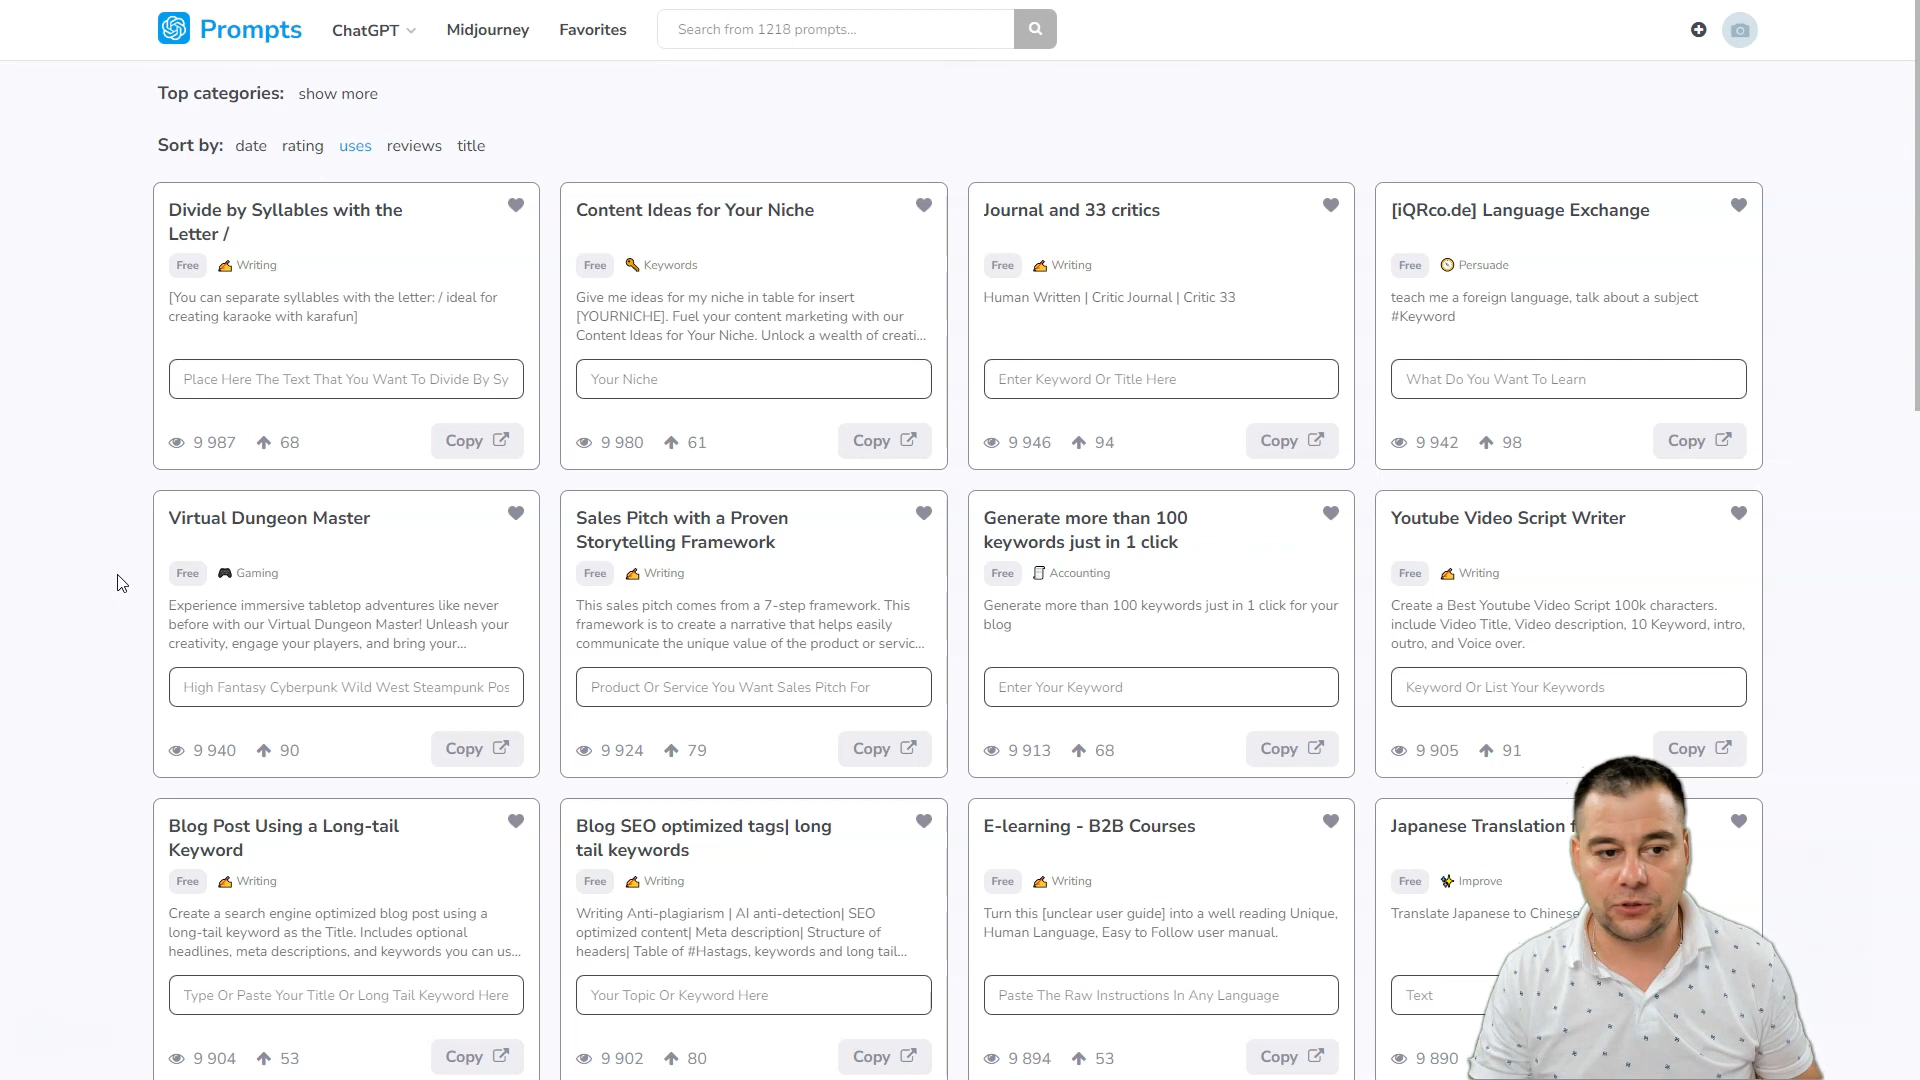 Prompts
ChatGPT
Midjourney
Favorites
Search from 1218 prompts...
Top categories: show more
Sort by: date rating uses reviews title
Divide by Syllables with the
Letter /
Free Writing
[You can separate syllables with the letter: / ideal for
creating karaoke with karafun]
Place Here The Text That You Want To Divide By Sy
9 987 68 Copy
Content Ideas for Your Niche
Free Keywords
Give me ideas for my niche in table for insert
[YOURNICHE]. Fuel your content marketing with our
Content Ideas for Your Niche. Unlock a wealth of creati...
Your Niche
9 980 61 Copy
Journal and 33 critics
Free Writing
Human Written | Critic Journal | Critic 33
Enter Keyword Or Title Here
9 946 94 Copy
[iQRco.de] Language Exchange
Free Persuade
teach me a foreign language, talk about a subject
#Keyword
What Do You Want To Learn
9 942 98 Copy
Virtual Dungeon Master
Free Gaming
Experience immersive tabletop adventures like never
before with our Virtual Dungeon Master! Unleash your
creativity, engage your players, and bring your...
High Fantasy Cyberpunk Wild West Steampunk Pos
9 940 90 Copy
Sales Pitch with a Proven
Storytelling Framework
Free Writing
This sales pitch comes from a 7-step framework. This
framework is to create a narrative that helps easily
communicate the unique value of the product or servic...
Product Or Service You Want Sales Pitch For
9 924 79 Copy
Generate more than 100
keywords just in 1 click
Free Accounting
Generate more than 100 keywords just in 1 click for your
blog
Enter Your Keyword
9 913 68 Copy
Youtube Video Script Writer
Free Writing
Create a Best Youtube Video Script 100k characters.
include Video Title, Video description, 10 Keyword, intro,
outro, and Voice over.
Keyword Or List Your Keywords
9 905 91 Copy
Blog Post Using a Long-tail
Keyword
Free Writing
Create a search engine optimized blog post using a
long-tail keyword as the Title. Includes optional
headlines, meta descriptions, and keywords you can us...
Type Or Paste Your Title Or Long Tail Keyword Here
9 904 53 Copy
Blog SEO optimized tags| long
tail keywords
Free Writing
Writing Anti-plagiarism | AI anti-detection| SEO
optimized content| Meta description| Structure of
headers| Table of #Hastags, keywords and long tail...
Your Topic Or Keyword Here
9 902 80 Copy
E-learning - B2B Courses
Free Writing
Turn this [unclear user guide] into a well reading Unique,
Human Language, Easy to Follow user manual.
Paste The Raw Instructions In Any Language
9 894 53 Copy
Japanese Translation
Free Improve
Translate Japanese to Chinese
Text
9 890